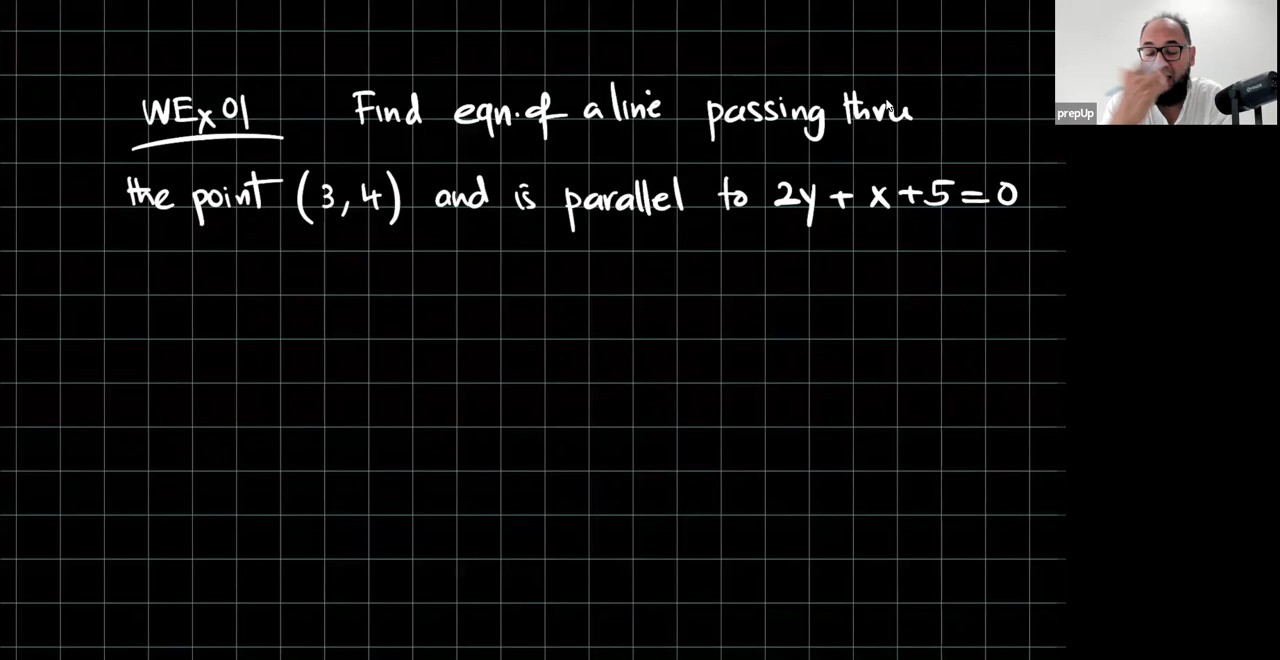 WEx 01 Find eqn. of a line passing thru
the point (3, 4) and is parallel to 2y + x + 5 = 0
prepUp